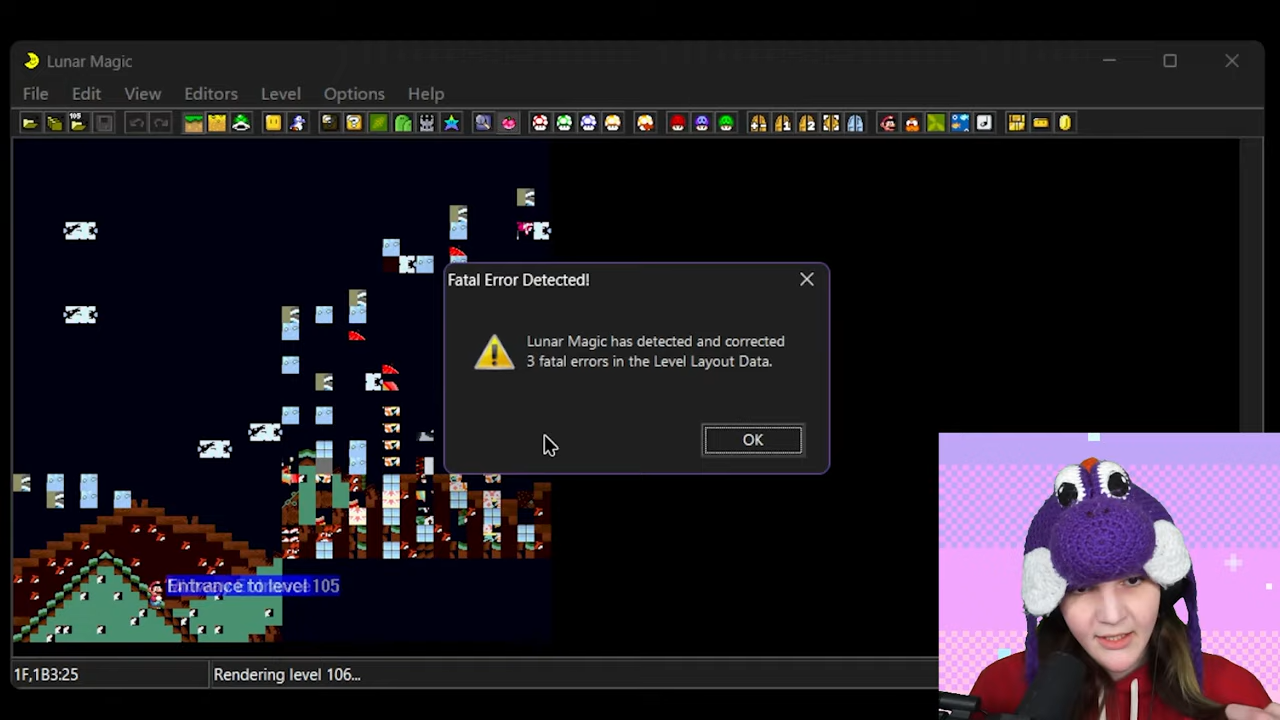 Lunar Magic
File Edit View Editors Level Options Help
Fatal Error Detected!
Lunar Magic has detected and corrected
3 fatal errors in the Level Layout Data.
OK
Entrance to level 105
1F,1B3:25
Rendering level 106...